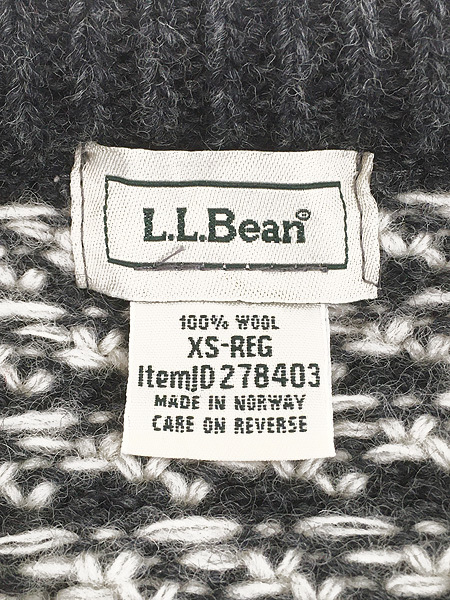 L.L.Bean®
100% WOOL
XS-REG
ItemID 278403
MADE IN NORWAY
CARE ON REVERSE